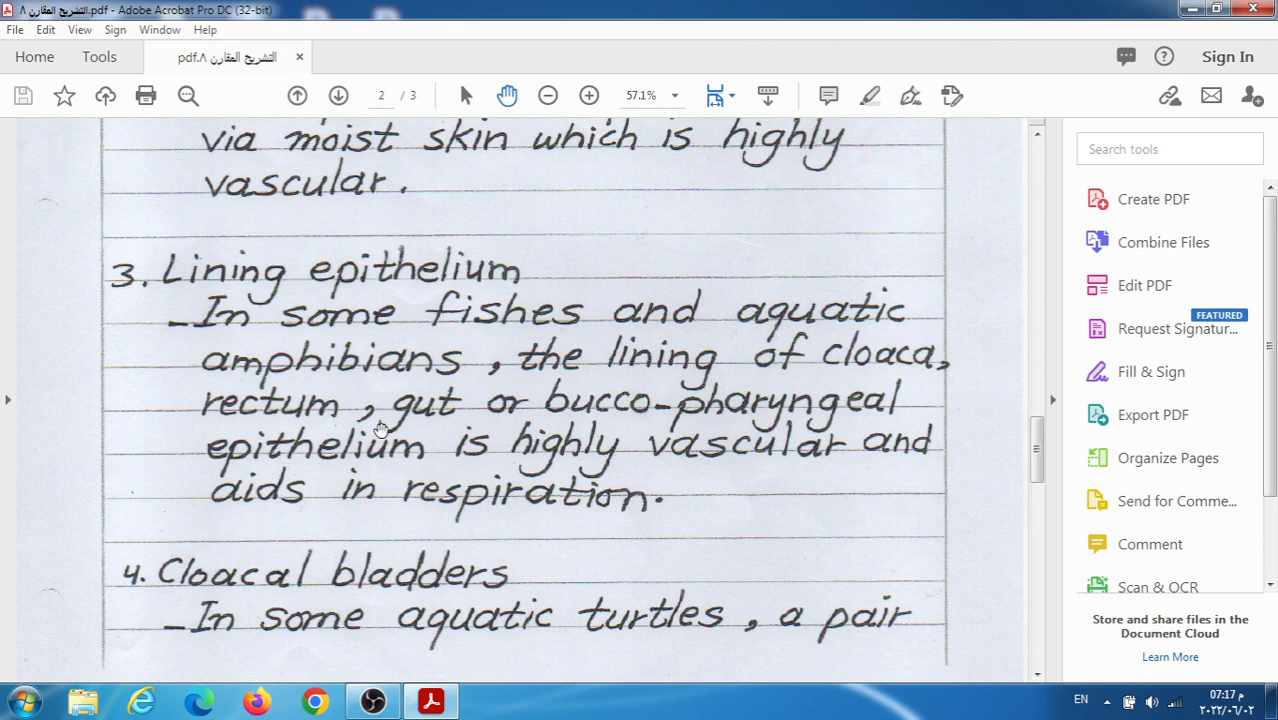 التشريح المقارن ٨.pdf - Adobe Acrobat Pro DC (32-bit)
File Edit View Sign Window Help
Home Tools التشريح المقارن ٨.pdf × Sign In
2 / 3 57.1%
via moist skin which is highly
vascular.
3. Lining epithelium
-In some fishes and aquatic
amphibians, the lining of cloaca,
rectum, gut or bucco-pharyngeal
epithelium is highly vascular and
aids in respiration.
4. Cloacal bladders
-In some aquatic turtles, a pair
Search tools
Create PDF
Combine Files
Edit PDF
FEATURED
Request Signatur...
Fill & Sign
Export PDF
Organize Pages
Send for Comme...
Comment
Scan & OCR
Store and share files in the
Document Cloud
Learn More
EN
07:17 م
٢٠٢٢/٠٦/٠٢